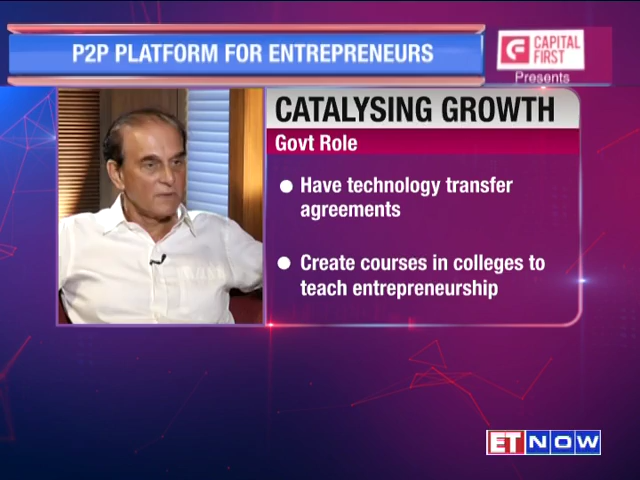 P2P PLATFORM FOR ENTREPRENEURS
CAPITAL
FIRST
Presents
CATALYSING GROWTH
Govt Role
Have technology transfer
agreements
Create courses in colleges to
teach entrepreneurship
ET NOW